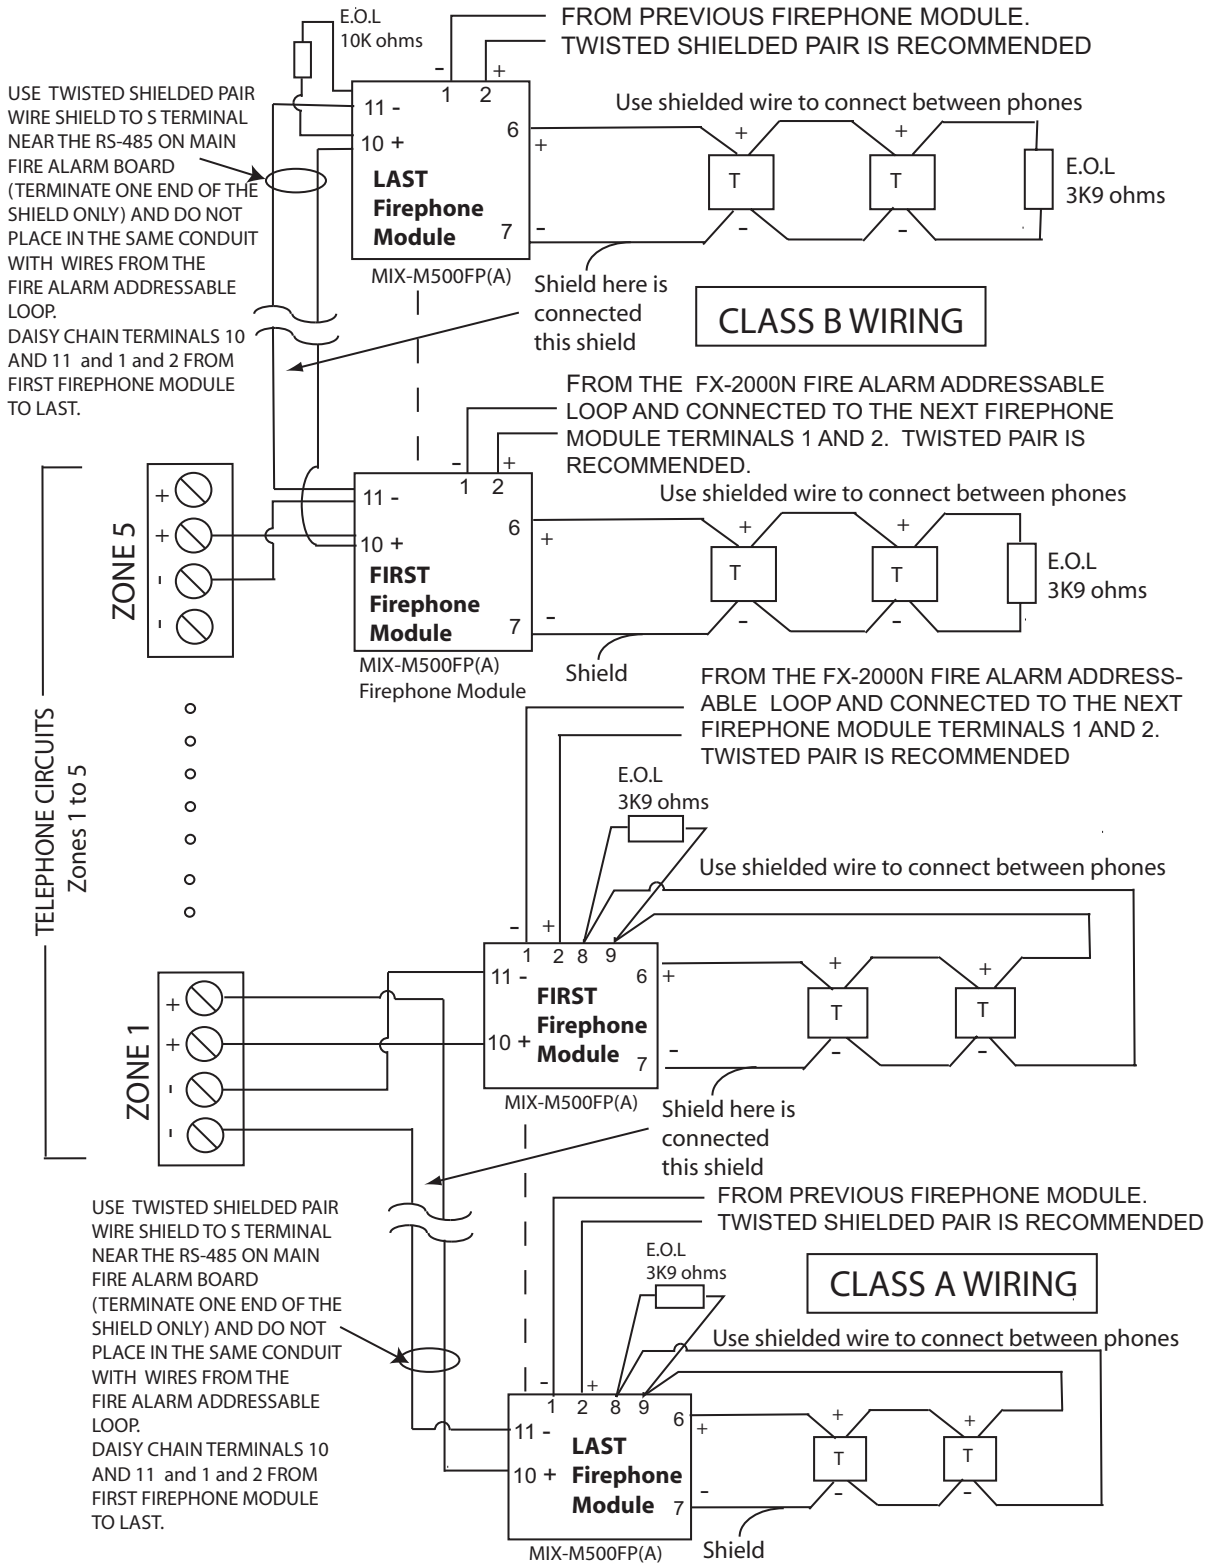 E.O.L
10K ohms
FROM PREVIOUS FIREPHONE MODULE.
TWISTED SHIELDED PAIR IS RECOMMENDED
- +
1 2
USE TWISTED SHIELDED PAIR
WIRE SHIELD TO S TERMINAL
NEAR THE RS-485 ON MAIN
FIRE ALARM BOARD
(TERMINATE ONE END OF THE
SHIELD ONLY) AND DO NOT
PLACE IN THE SAME CONDUIT
WITH WIRES FROM THE
FIRE ALARM ADDRESSABLE
LOOP.
DAISY CHAIN TERMINALS 10
AND 11 and 1 and 2 FROM
FIRST FIREPHONE MODULE
TO LAST.
11 -
10 +
LAST
Firephone
Module
6
+
7
-
MIX-M500FP(A)
Use shielded wire to connect between phones
+ +
T T
- -
E.O.L
3K9 ohms
Shield here is
connected
this shield
CLASS B WIRING
FROM THE FX-2000N FIRE ALARM ADDRESSABLE
LOOP AND CONNECTED TO THE NEXT FIREPHONE
MODULE TERMINALS 1 AND 2. TWISTED PAIR IS
RECOMMENDED.
- +
1 2
Use shielded wire to connect between phones
ZONE 5
+
+
-
-
11 -
10 +
FIRST
Firephone
Module
6
+
7
-
MIX-M500FP(A)
Firephone Module
+ +
T T
- -
E.O.L
3K9 ohms
Shield
TELEPHONE CIRCUITS
Zones 1 to 5
FROM THE FX-2000N FIRE ALARM ADDRESS-
ABLE LOOP AND CONNECTED TO THE NEXT
FIREPHONE MODULE TERMINALS 1 AND 2.
TWISTED PAIR IS RECOMMENDED
E.O.L
3K9 ohms
Use shielded wire to connect between phones
- +
1 2 8 9
ZONE 1
+
+
-
-
11 -
10 +
FIRST
Firephone
Module
6 +
7 -
MIX-M500FP(A)
+ +
T T
- -
Shield here is
connected
this shield
USE TWISTED SHIELDED PAIR
WIRE SHIELD TO S TERMINAL
NEAR THE RS-485 ON MAIN
FIRE ALARM BOARD
(TERMINATE ONE END OF THE
SHIELD ONLY) AND DO NOT
PLACE IN THE SAME CONDUIT
WITH WIRES FROM THE
FIRE ALARM ADDRESSABLE
LOOP.
DAISY CHAIN TERMINALS 10
AND 11 and 1 and 2 FROM
FIRST FIREPHONE MODULE
TO LAST.
FROM PREVIOUS FIREPHONE MODULE.
TWISTED SHIELDED PAIR IS RECOMMENDED
E.O.L
3K9 ohms
CLASS A WIRING
Use shielded wire to connect between phones
- +
1 2 8 9
11 -
10 +
LAST
Firephone
Module
6
+
7
-
MIX-M500FP(A)
+ +
T T
- -
Shield